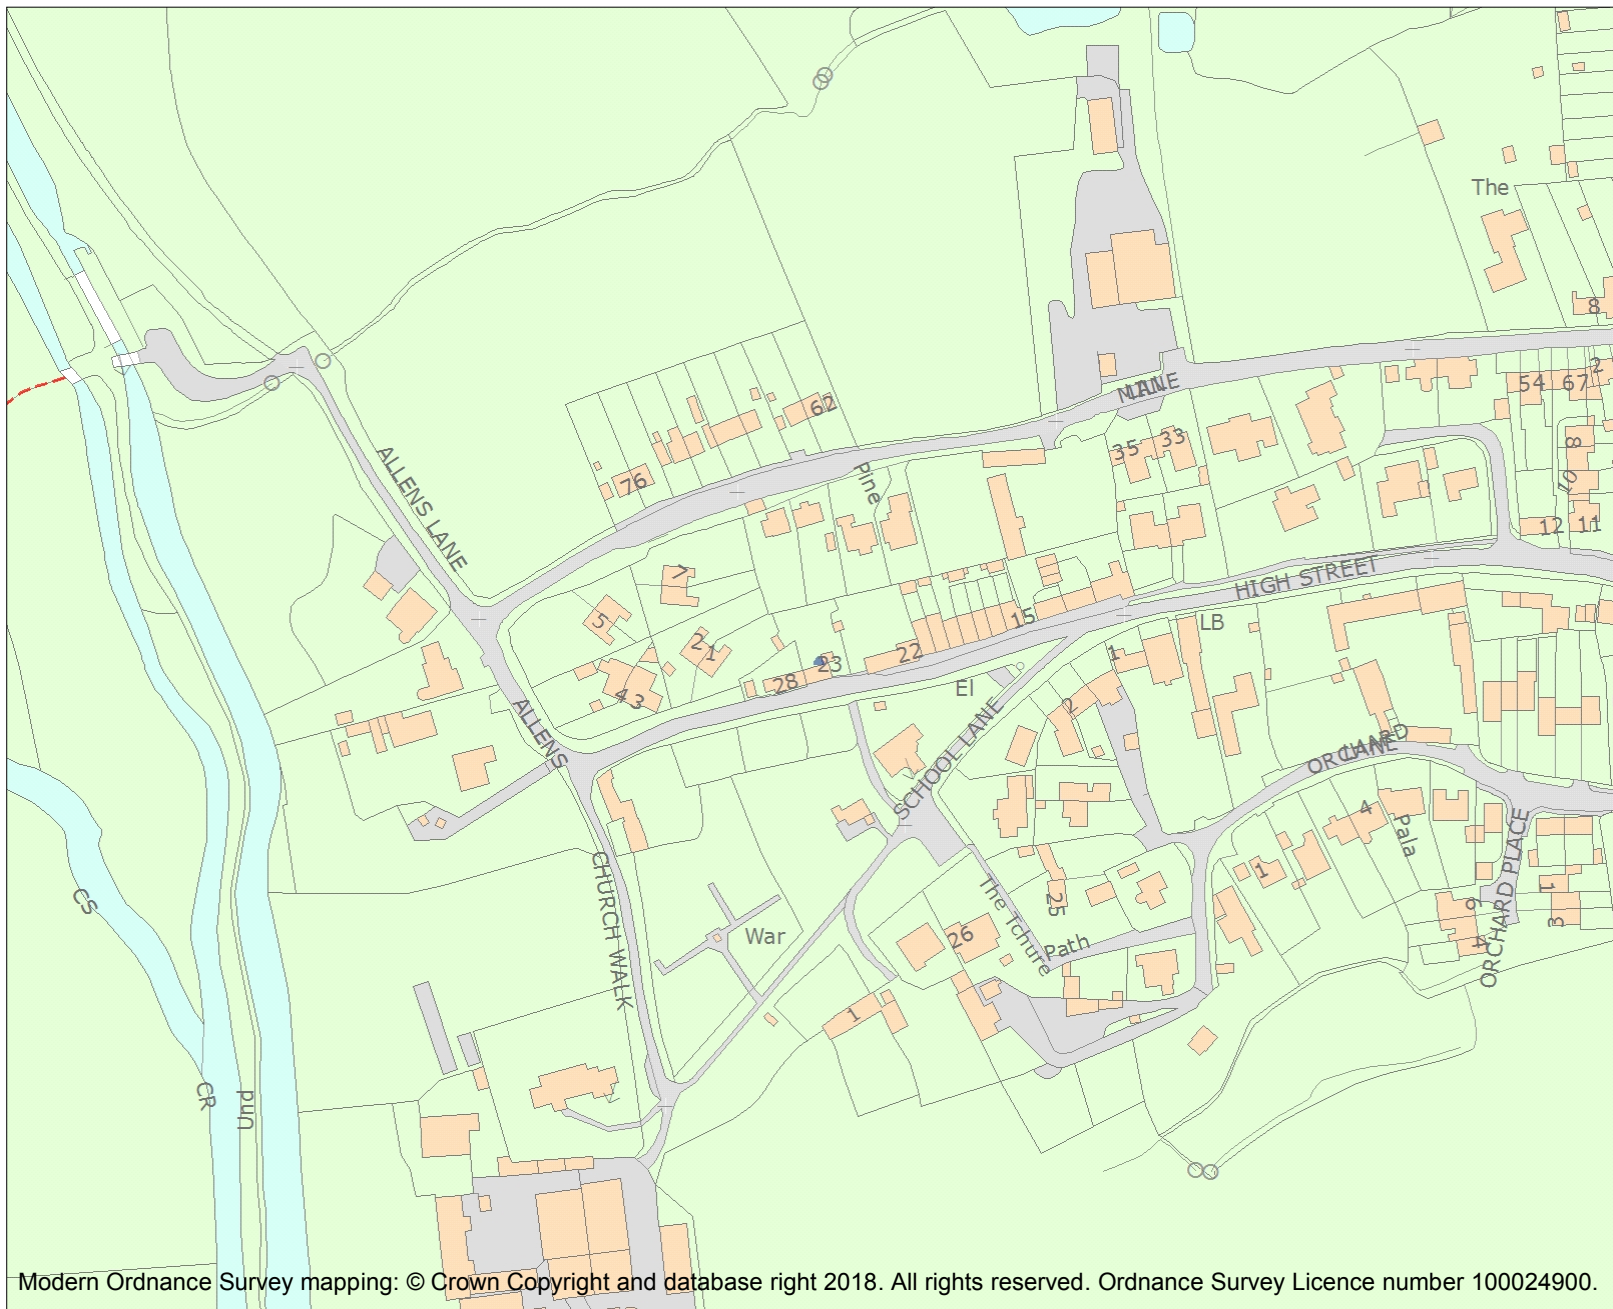 The
8
MILL
LANE
54
67
2
62
35
33
8
76
Pine
10
ALLENS LANE
12
11
HIGH STREET
7
5
15
LB
21
22
23
1
28
El
2
43
ALLENS
SCHOOL LANE
ORCHARD
LANE
4
Pala
ORCHARD PLACE
CHURCH WALK
1
1
CS
The Tchure
25
6
3
War
26
Path
4
1
CR
Und
Modern Ordnance Survey mapping: © Crown Copyright and database right 2018. All rights reserved. Ordnance Survey Licence number 100024900.